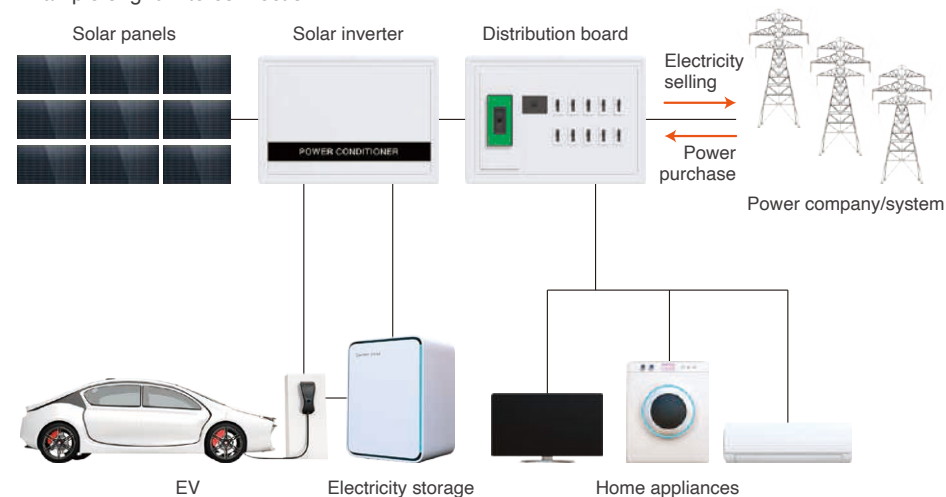 Solar panels
Solar inverter
Distribution board
Electricity
selling
POWER CONDITIONER
Power
purchase
Power company/system
EV
Electricity storage
Home appliances